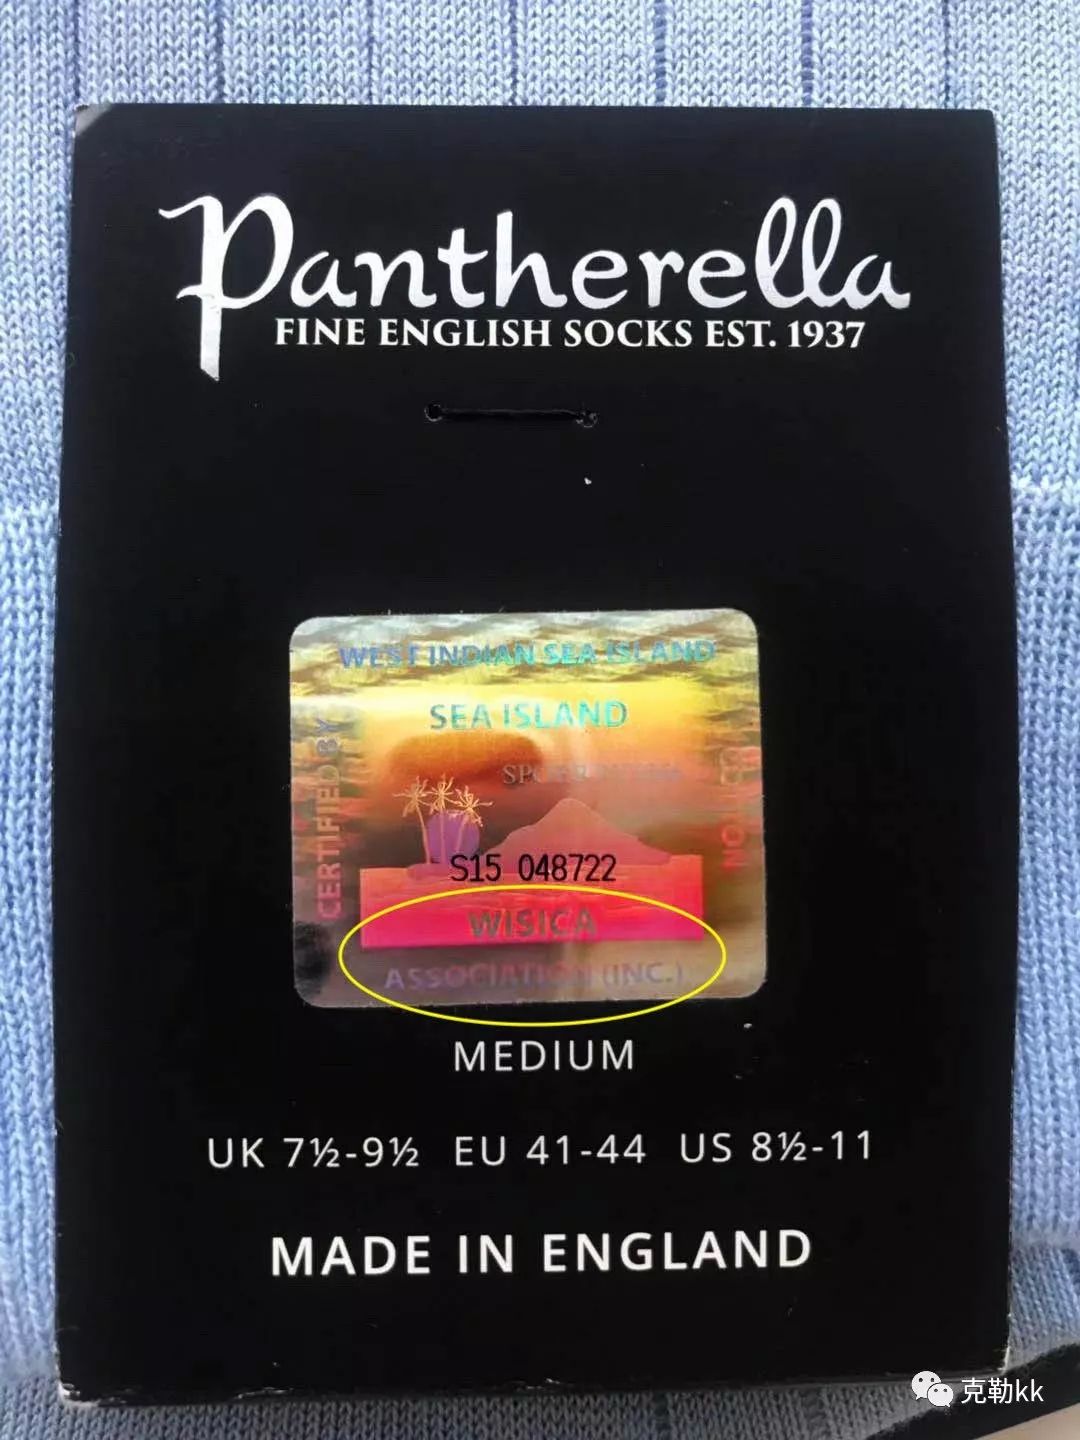 Pantherella
FINE ENGLISH SOCKS EST. 1937
WEST INDIAN SEA ISLAND
SEA ISLAND
CERTIFIED BY
S15 048722
WISICA
ASSOCIATION (INC.)
MEDIUM
UK 7½-9½ EU 41-44 US 8½-11
MADE IN ENGLAND
克勒kk